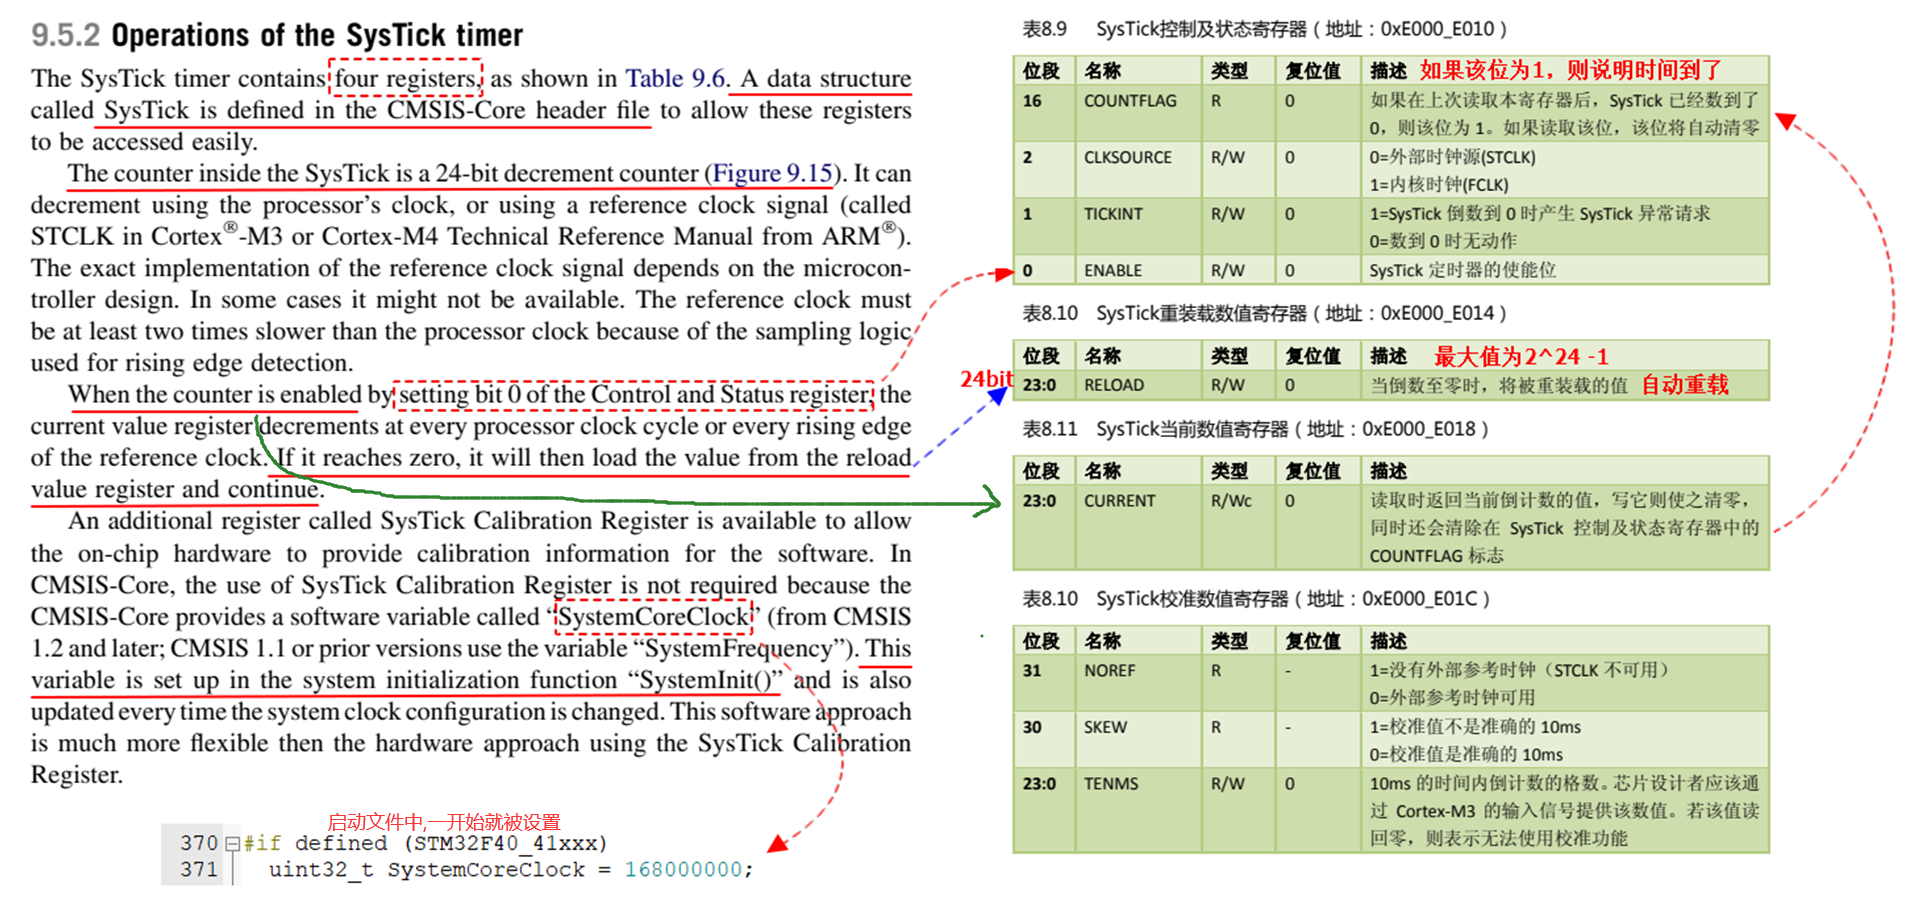 9.5.2 Operations of the SysTick timer
The SysTick timer contains four registers, as shown in Table 9.6. A data structure
called SysTick is defined in the CMSIS-Core header file to allow these registers
to be accessed easily.
The counter inside the SysTick is a 24-bit decrement counter (Figure 9.15). It can
decrement using the processor's clock, or using a reference clock signal (called
STCLK in Cortex®-M3 or Cortex-M4 Technical Reference Manual from ARM®).
The exact implementation of the reference clock signal depends on the microcon-
troller design. In some cases it might not be available. The reference clock must
be at least two times slower than the processor clock because of the sampling logic
used for rising edge detection.
When the counter is enabled by setting bit 0 of the Control and Status register, the
current value register decrements at every processor clock cycle or every rising edge
of the reference clock. If it reaches zero, it will then load the value from the reload
value register and continue.
An additional register called SysTick Calibration Register is available to allow
the on-chip hardware to provide calibration information for the software. In
CMSIS-Core, the use of SysTick Calibration Register is not required because the
CMSIS-Core provides a software variable called “SystemCoreClock” (from CMSIS
1.2 and later; CMSIS 1.1 or prior versions use the variable “SystemFrequency”). This
variable is set up in the system initialization function “SystemInit()” and is also
updated every time the system clock configuration is changed. This software approach
is much more flexible then the hardware approach using the SysTick Calibration
Register.
启动文件中,一开始就被设置
370 #if defined (STM32F40_41xxx)
371 uint32_t SystemCoreClock = 168000000;
表8.9 SysTick控制及状态寄存器（地址：0xE000_E010）
位段 名称 类型 复位值 描述 如果该位为1，则说明时间到了
16 COUNTFLAG R 0 如果在上次读取本寄存器后，SysTick 已经数到了
0，则该位为 1。如果读取该位，该位将自动清零
2 CLKSOURCE R/W 0 0=外部时钟源(STCLK)
1=内核时钟(FCLK)
1 TICKINT R/W 0 1=SysTick 倒数到 0 时产生 SysTick 异常请求
0=数到 0 时无动作
0 ENABLE R/W 0 SysTick 定时器的使能位
表8.10 SysTick重装载数值寄存器（地址：0xE000_E014）
位段 名称 类型 复位值 描述 最大值为2^24 -1
24bit
23:0 RELOAD R/W 0 当倒数至零时，将被重装载的值 自动重载
表8.11 SysTick当前数值寄存器（地址：0xE000_E018）
位段 名称 类型 复位值 描述
23:0 CURRENT R/Wc 0 读取时返回当前倒计数的值，写它则使之清零，
同时还会清除在 SysTick 控制及状态寄存器中的
COUNTFLAG 标志
表8.10 SysTick校准数值寄存器（地址：0xE000_E01C）
位段 名称 类型 复位值 描述
31 NOREF R - 1=没有外部参考时钟（STCLK 不可用）
0=外部参考时钟可用
30 SKEW R - 1=校准值不是准确的 10ms
0=校准值是准确的 10ms
23:0 TENMS R/W 0 10ms 的时间内倒计数的格数。芯片设计者应该通
过 Cortex-M3 的输入信号提供该数值。若该值读
回零，则表示无法使用校准功能